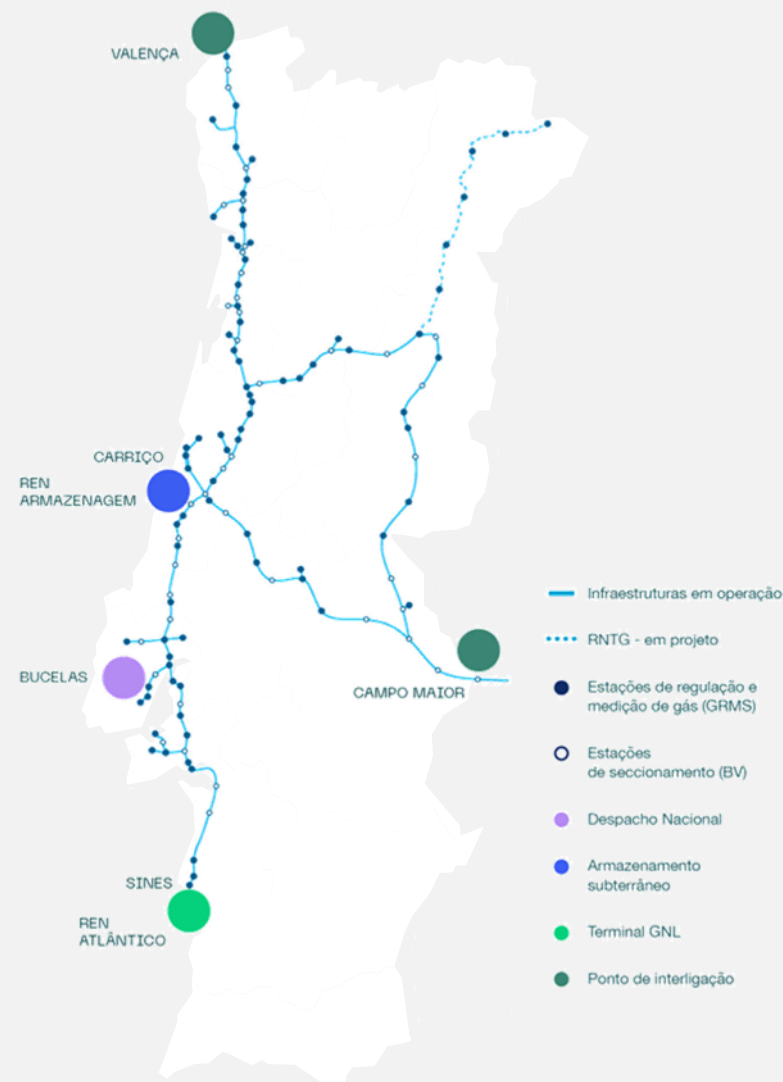 VALENÇA
CARRIÇO
REN
ARMAZENAGEM
BUCELAS
CAMPO MAIOR
SINES
REN
ATLÂNTICO
Infraestruturas em operação
RNTG - em projeto
Estações de regulação e
medição de gás (GRMS)
Estações
de seccionamento (BV)
Despacho Nacional
Armazenamento
subterrâneo
Terminal GNL
Ponto de interligação